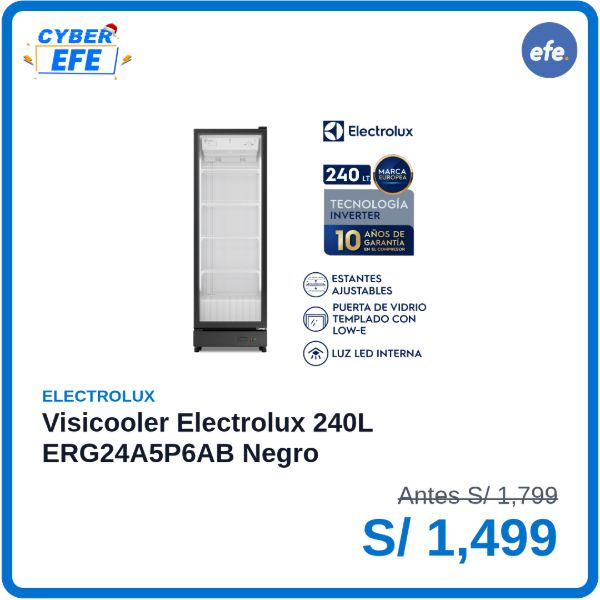 CYBER
EFE
efe.
Electrolux
240 LT.
MARCA
EUROPEA
TECNOLOGÍA
INVERTER
10 AÑOS DE
GARANTÍA
EN EL COMPRESOR
ESTANTES
AJUSTABLES
PUERTA DE VIDRIO
TEMPLADO CON
LOW-E
LUZ LED INTERNA
ELECTROLUX
Visicooler Electrolux 240L
ERG24A5P6AB Negro
Antes S/ 1,799
S/ 1,499